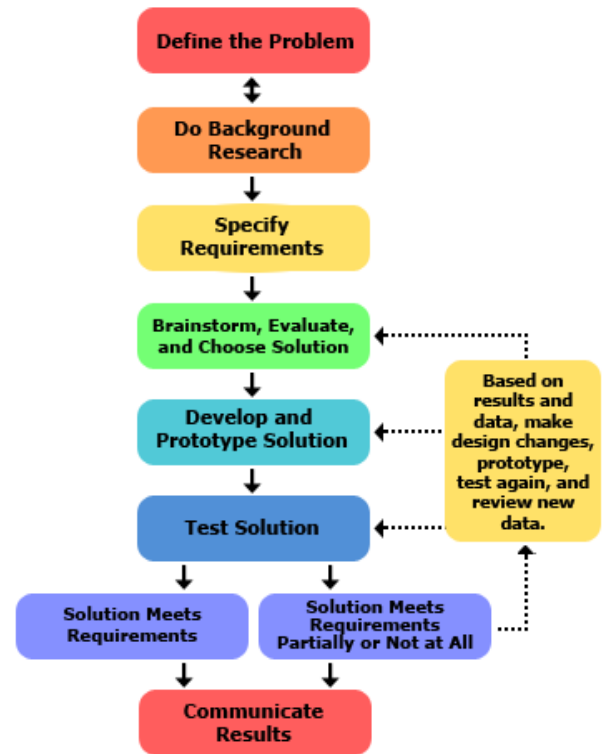 Define the Problem
Do Background
Research
Specify
Requirements
Brainstorm, Evaluate,
and Choose Solution
Based on
results and
data, make
design changes,
prototype,
test again, and
review new
data.
Develop and
Prototype Solution
Test Solution
Solution Meets
Requirements
Solution Meets
Requirements
Partially or Not at All
Communicate
Results